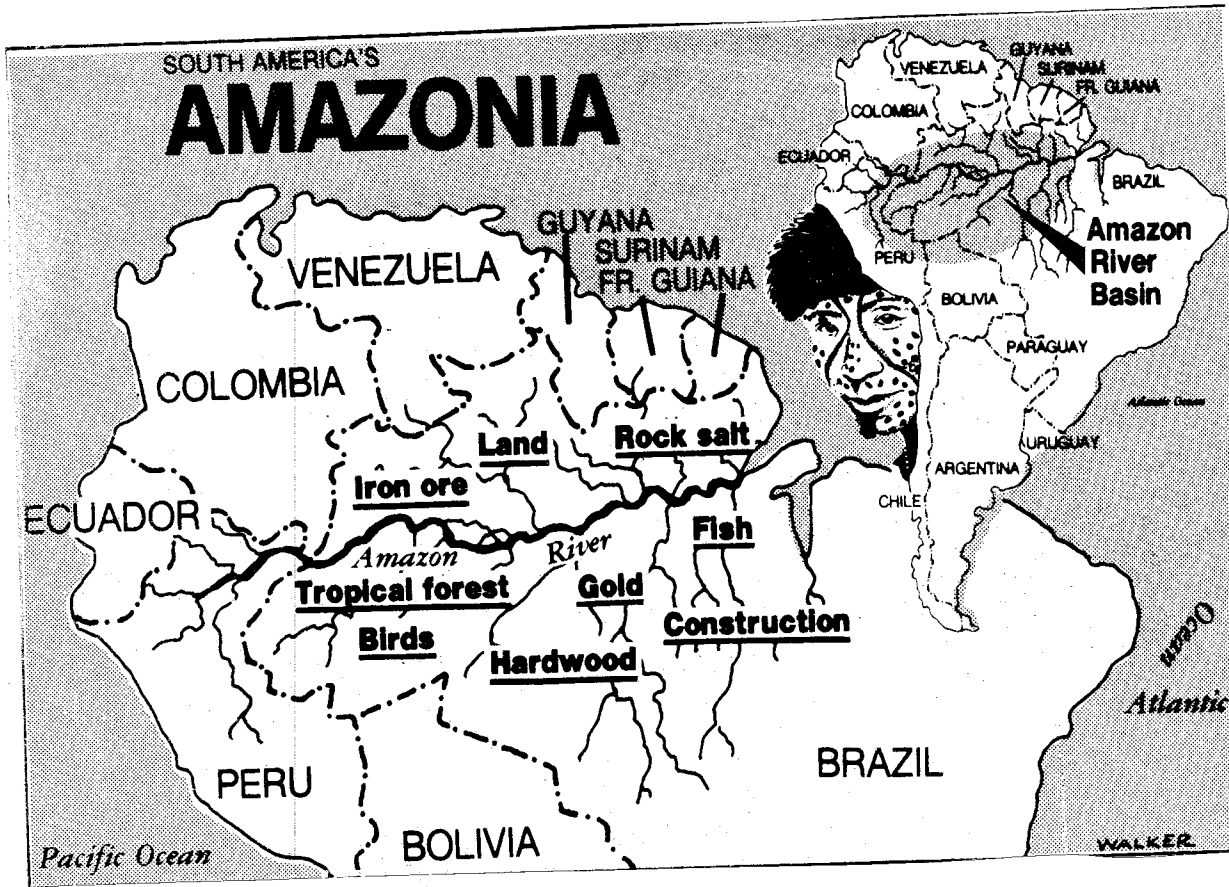 SOUTH AMERICA'S
AMAZONIA
GUYANA
SURINAM
FR. GUIANA
VENEZUELA
COLOMBIA
ECUADOR
PERU
BRAZIL
Amazon
River
Basin
BOLIVIA
PARAGUAY
Atlantic Ocean
URUGUAY
ARGENTINA
CHILE
GUYANA
SURINAM
FR. GUIANA
VENEZUELA
COLOMBIA
Land
Rock salt
Iron ore
ECUADOR
Fish
Amazon River
Tropical forest
Gold
Construction
Birds
Hardwood
Ocean
Atlantic
PERU
BRAZIL
BOLIVIA
Pacific Ocean
WALKER